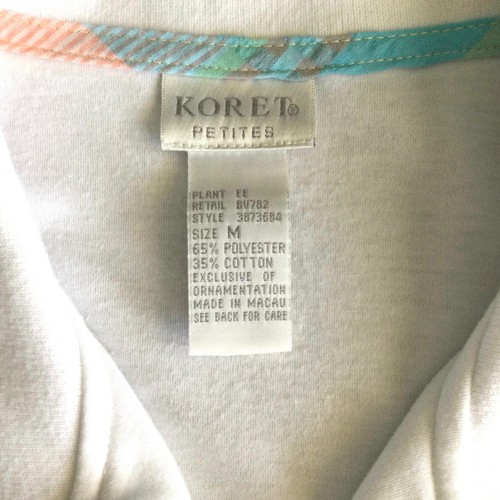 KORET®
PETITES
PLANT EE
RETAIL BV782
STYLE 3873684
SIZE M
65% POLYESTER
35% COTTON
EXCLUSIVE OF
ORNAMENTATION
MADE IN MACAU
SEE BACK FOR CARE